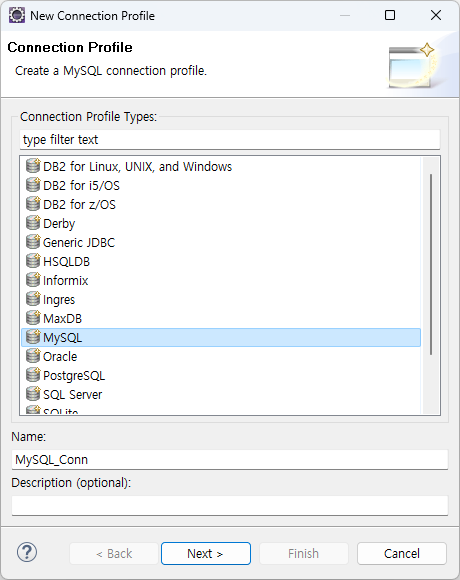 New Connection Profile
Connection Profile
Create a MySQL connection profile.
Connection Profile Types:
type filter text
DB2 for Linux, UNIX, and Windows
DB2 for i5/OS
DB2 for z/OS
Derby
Generic JDBC
HSQLDB
Informix
Ingres
MaxDB
MySQL
Oracle
PostgreSQL
SQL Server
SQLite
Name:
MySQL_Conn
Description (optional):
?
< Back
Next >
Finish
Cancel